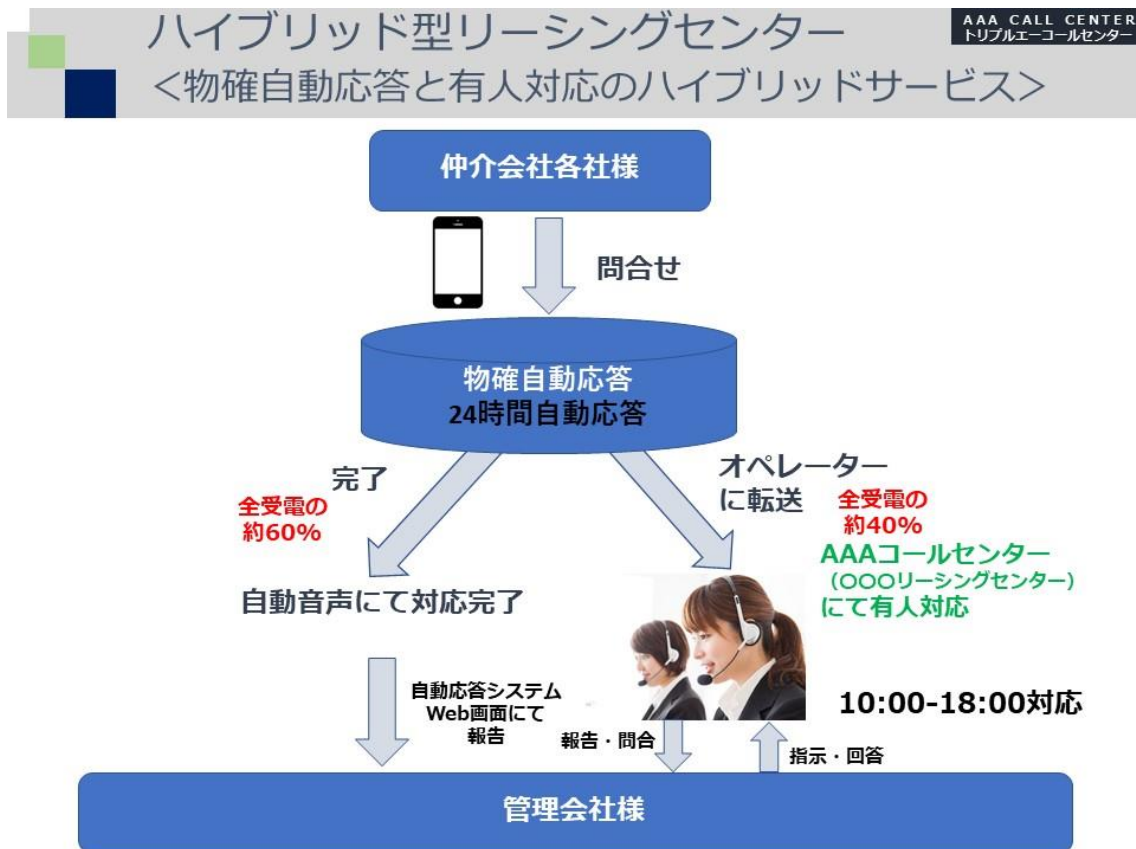 ハイブリッド型リーシングセンター
AAA CALL CENTER
トリプルエーコールセンター
<物確自動応答と有人対応のハイブリッドサービス>
仲介会社各社様
問合せ
物確自動応答
24時間自動応答
完了
全受電の
約60%
オペレーター
に転送
全受電の
約40%
AAAコールセンター
（〇〇〇リーシングセンター）
にて有人対応
自動音声にて対応完了
10:00-18:00対応
自動応答システム
Web画面にて
報告
報告・問合
指示・回答
管理会社様